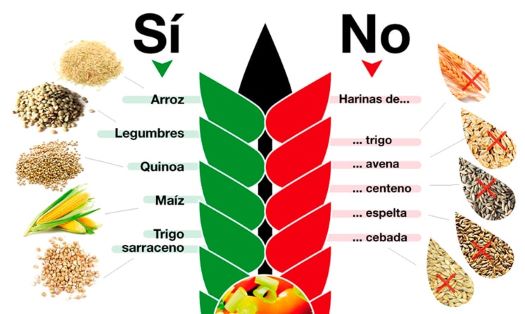 Sí
No
Arroz
Legumbres
Quinoa
Maíz
Trigo
sarraceno
Harinas de...
... trigo
... avena
... centeno
... espelta
... cebada